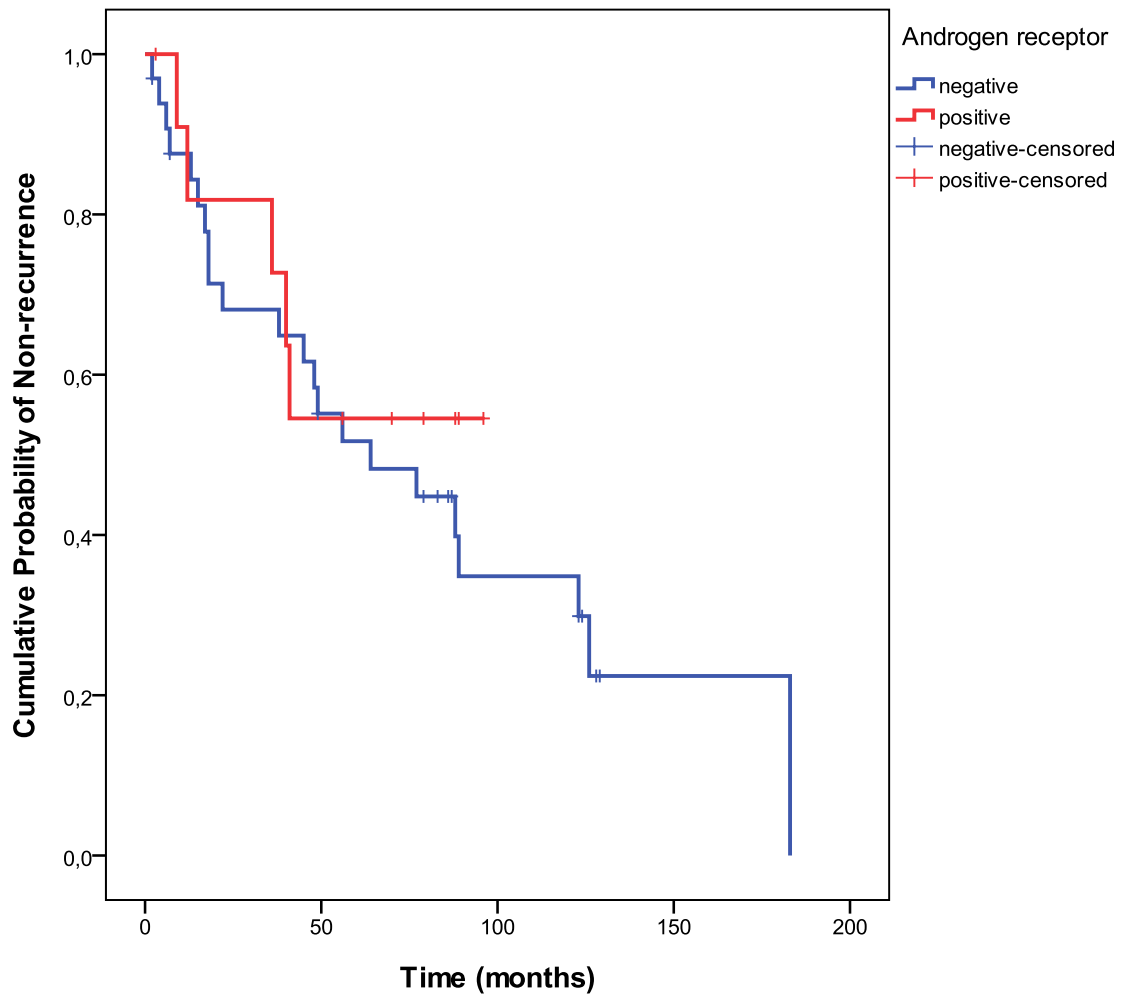 Androgen receptor
negative
positive
negative-censored
positive-censored
1,0
0,8
0,6
0,4
0,2
0,0
Cumulative Probability of Non-recurrence
0 50 100 150 200
Time (months)